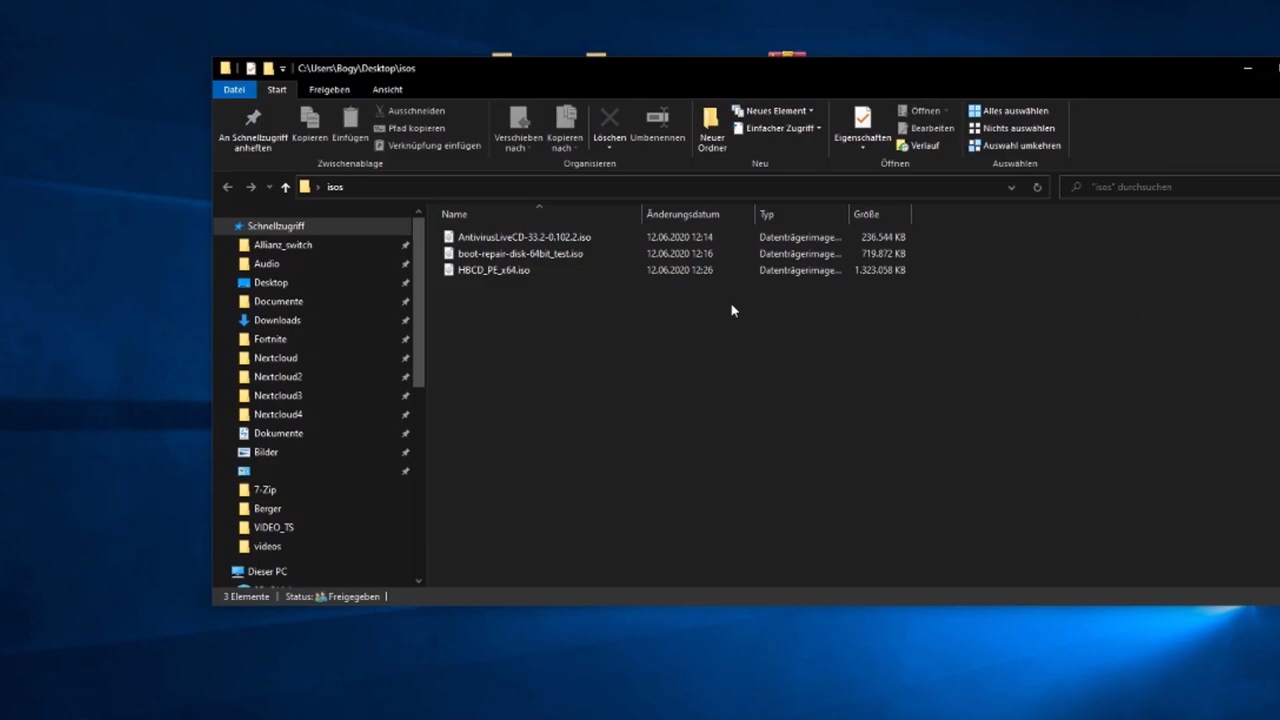 C:\Users\Bogy\Desktop\isos
Datei Start Freigeben Ansicht
An Schnellzugriff anheften
Kopieren
Einfügen
Ausschneiden
Pfad kopieren
Verknüpfung einfügen
Zwischenablage
Verschieben nach
Kopieren nach
Löschen
Umbenennen
Organisieren
Neuer Ordner
Neues Element
Einfacher Zugriff
Neu
Eigenschaften
Öffnen
Bearbeiten
Verlauf
Öffnen
Alles auswählen
Nichts auswählen
Auswahl umkehren
Auswählen
isos
"isos" durchsuchen
Schnellzugriff
Allianz_switch
Audio
Desktop
Documente
Downloads
Fortnite
Nextcloud
Nextcloud2
Nextcloud3
Nextcloud4
Dokumente
Bilder
7-Zip
Berger
VIDEO_TS
videos
Dieser PC
Name Änderungsdatum Typ Größe
AntivirusLiveCD-33.2-0.102.2.iso 12.06.2020 12:14 Datenträgerimage... 236.544 KB
boot-repair-disk-64bit_test.iso 12.06.2020 12:16 Datenträgerimage... 719.872 KB
HBCD_PE_x64.iso 12.06.2020 12:26 Datenträgerimage... 1.323.058 KB
3 Elemente Status: Freigegeben